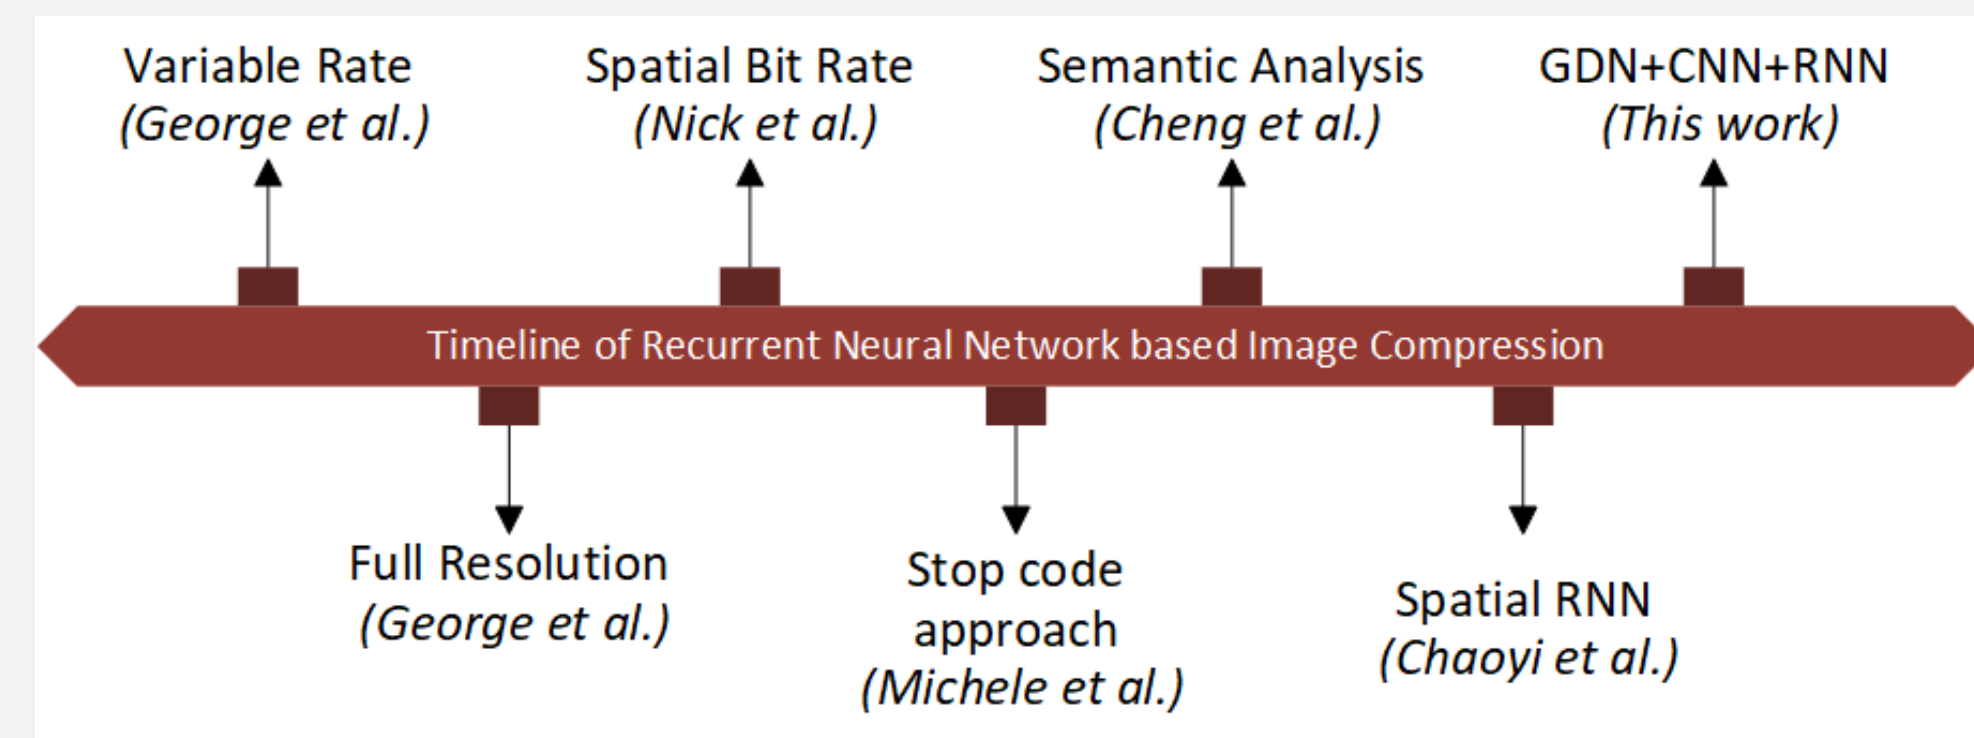 Variable Rate
(George et al.)
Spatial Bit Rate
(Nick et al.)
Semantic Analysis
(Cheng et al.)
GDN+CNN+RNN
(This work)
Timeline of Recurrent Neural Network based Image Compression
Full Resolution
(George et al.)
Stop code
approach
(Michele et al.)
Spatial RNN
(Chaoyi et al.)